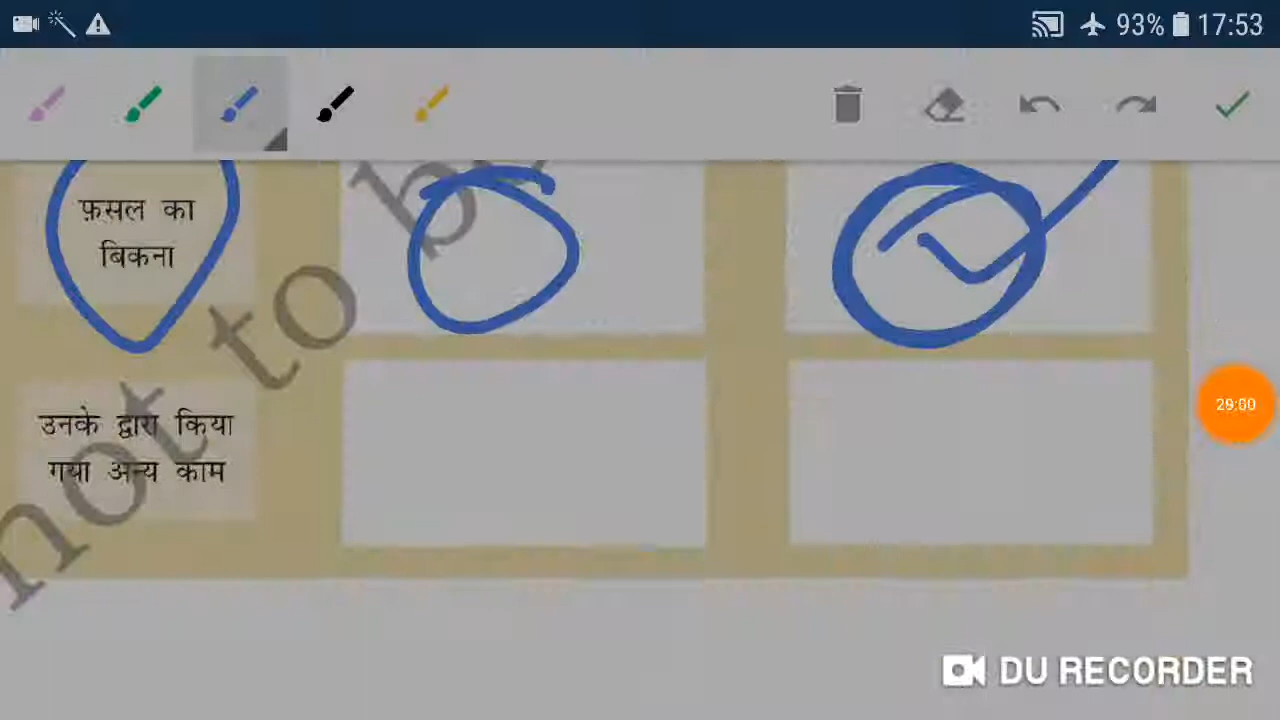 93% 17:53
फ़सल का
बिकना
not to be
उनके द्वारा किया
गया अन्य काम
29:00
DU RECORDER